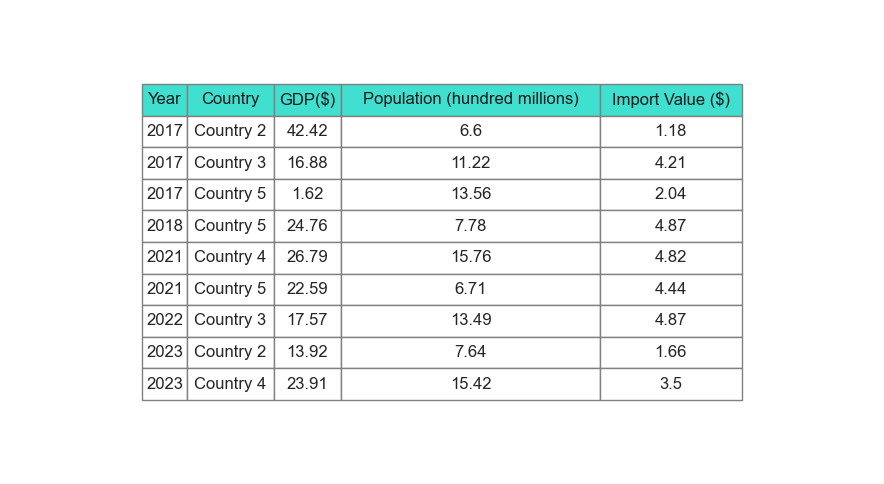 Year Country GDP($) Population (hundred millions) Import Value ($)
2017 Country 2 42.42 6.6 1.18
2017 Country 3 16.88 11.22 4.21
2017 Country 5 1.62 13.56 2.04
2018 Country 5 24.76 7.78 4.87
2021 Country 4 26.79 15.76 4.82
2021 Country 5 22.59 6.71 4.44
2022 Country 3 17.57 13.49 4.87
2023 Country 2 13.92 7.64 1.66
2023 Country 4 23.91 15.42 3.5